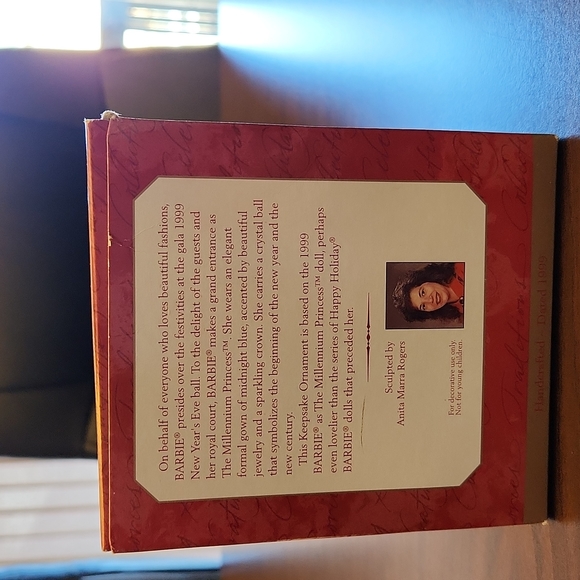 On behalf of everyone who loves beautiful fashions,
BARBIE® presides over the festivities at the gala 1999
New Year's Eve ball. To the delight of the guests and
her royal court, BARBIE® makes a grand entrance as
The Millennium Princess™. She wears an elegant
formal gown of midnight blue, accented by beautiful
jewelry and a sparkling crown. She carries a crystal ball
that symbolizes the beginning of the new year and the
new century.
This Keepsake Ornament is based on the 1999
BARBIE® as The Millennium Princess™ doll, perhaps
even lovelier than the series of Happy Holiday®
BARBIE® dolls that preceded her.
Sculpted by
Anita Marra Rogers
For decorative use only.
Not for young children.
Handcrafted – Dated 1999